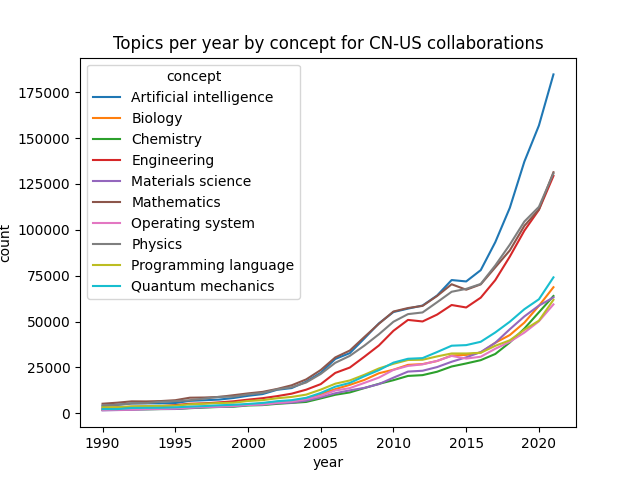 Topics per year by concept for CN-US collaborations
concept
Artificial intelligence
Biology
Chemistry
Engineering
Materials science
Mathematics
Operating system
Physics
Programming language
Quantum mechanics
175000
150000
125000
100000
75000
50000
25000
0
count
1990 1995 2000 2005 2010 2015 2020
year